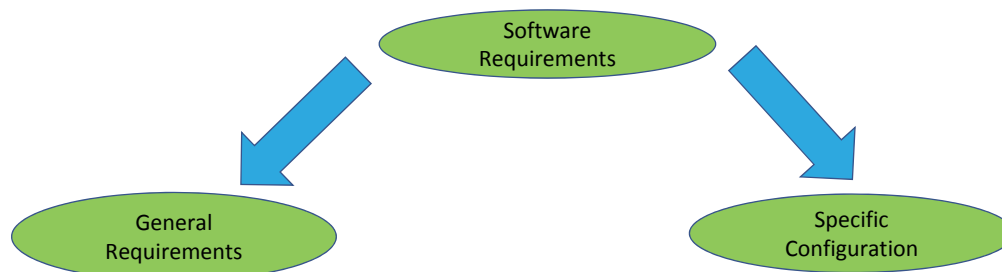 Software
Requirements
General
Requirements
Specific
Configuration